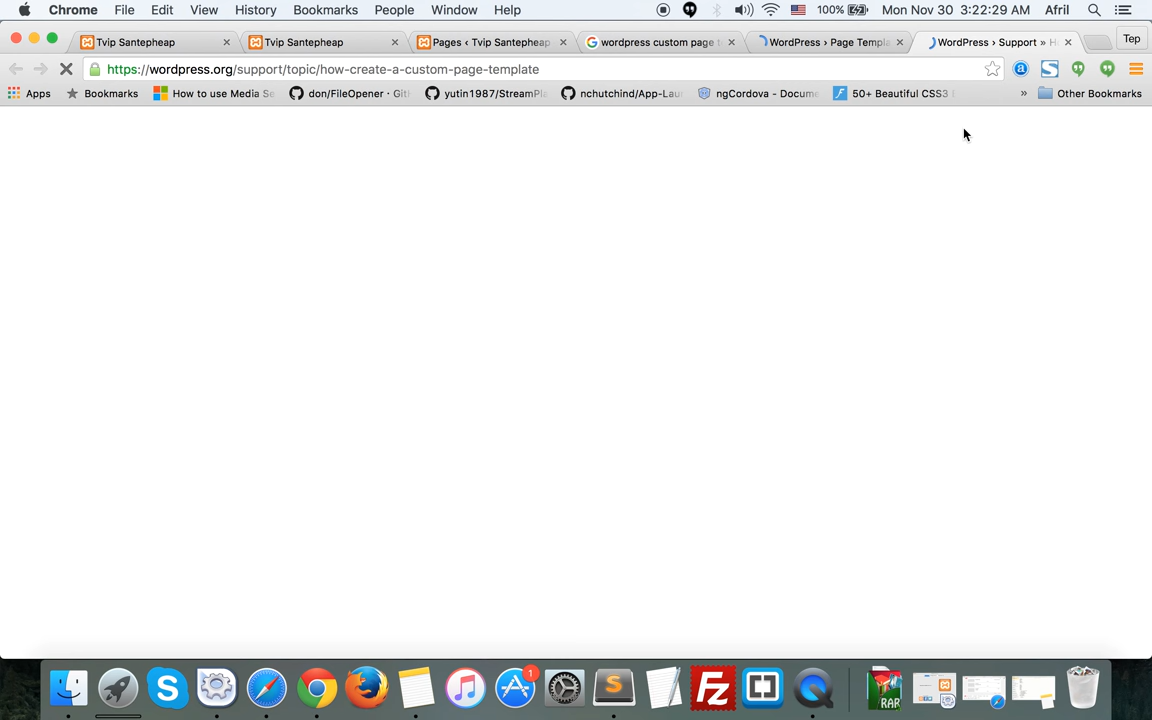 Chrome File Edit View History Bookmarks People Window Help 100% Mon Nov 30 3:22:29 AM Afril
Tvip Santepheap Tvip Santepheap Pages ‹ Tvip Santepheap wordpress custom page WordPress › Page Templa WordPress › Support » H Tep
https://wordpress.org/support/topic/how-create-a-custom-page-template
Apps Bookmarks How to use Media Se don/FileOpener · Git yutin1987/StreamPla nchutchind/App-Lau ngCordova - Docume 50+ Beautiful CSS3 » Other Bookmarks
1
RAR